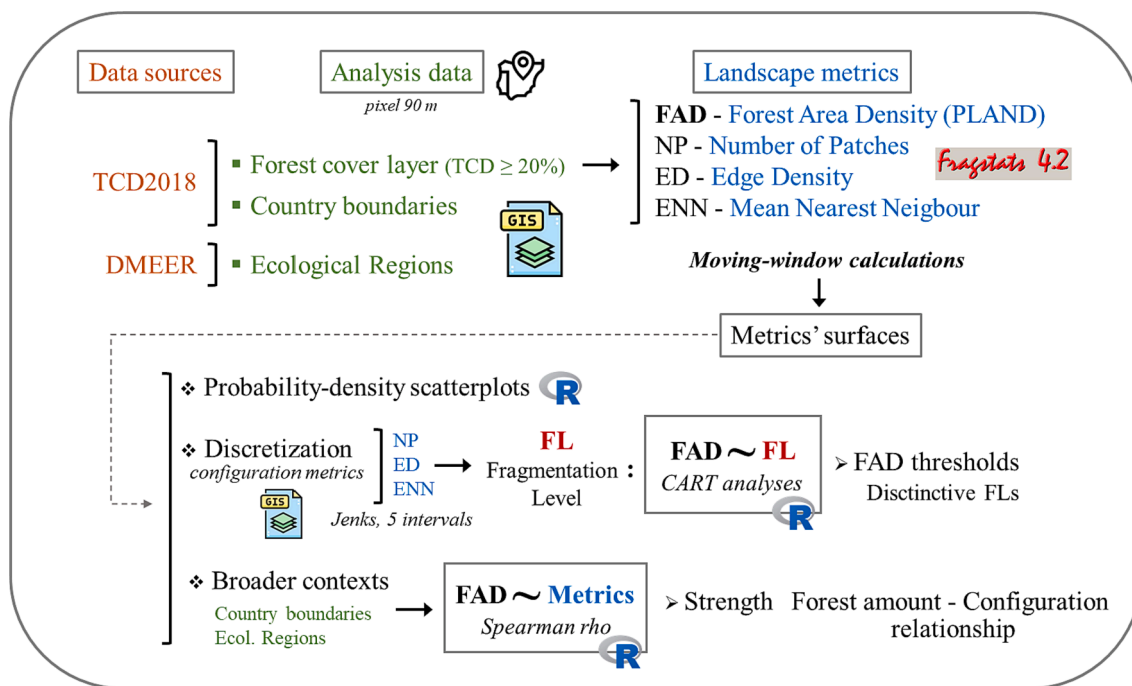 Data sources
Analysis data
pixel 90 m
Landscape metrics
TCD2018
▪ Forest cover layer (TCD ≥ 20%)
▪ Country boundaries
GIS
DMEER
▪ Ecological Regions
FAD - Forest Area Density (PLAND)
NP - Number of Patches
ED - Edge Density
ENN - Mean Nearest Neigbour
Fragstats 4.2
Moving-window calculations
Metrics' surfaces
❖ Probability-density scatterplots
R
❖ Discretization
configuration metrics
GIS
NP
ED
ENN
Jenks, 5 intervals
FL
Fragmentation :
Level
FAD ~ FL
CART analyses
R
➢ FAD thresholds
Disctinctive FLs
❖ Broader contexts
Country boundaries
Ecol. Regions
FAD ~ Metrics
Spearman rho
R
➢ Strength Forest amount - Configuration
relationship